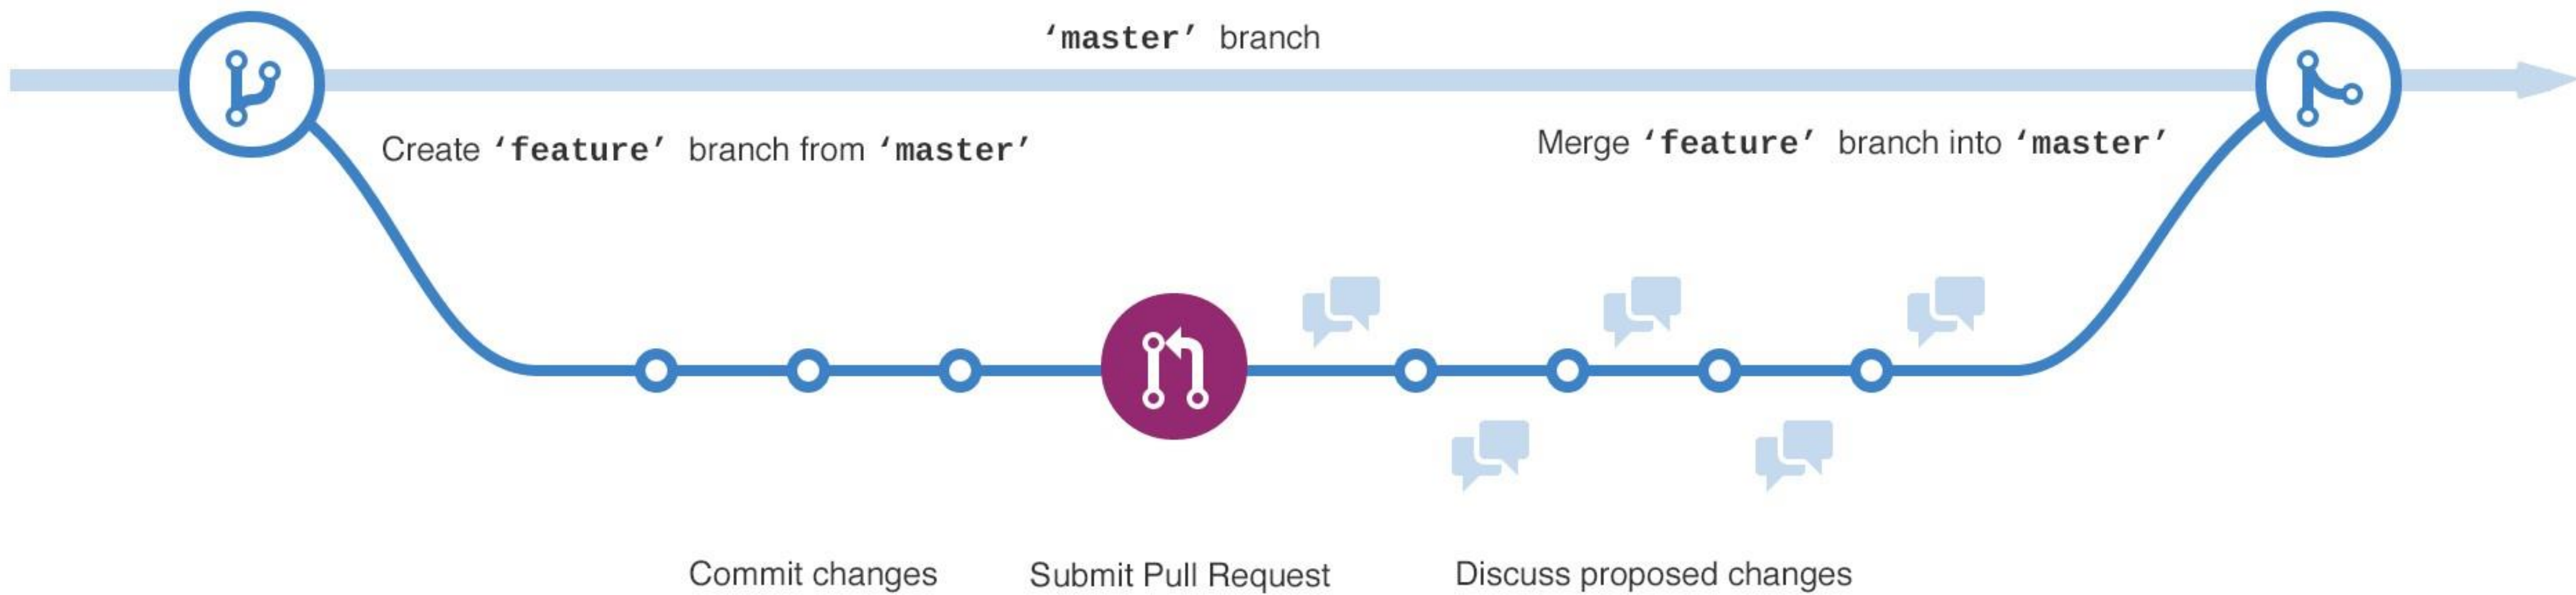 ‘master’ branch
Create ‘feature’ branch from ‘master’
Merge ‘feature’ branch into ‘master’
Commit changes
Submit Pull Request
Discuss proposed changes